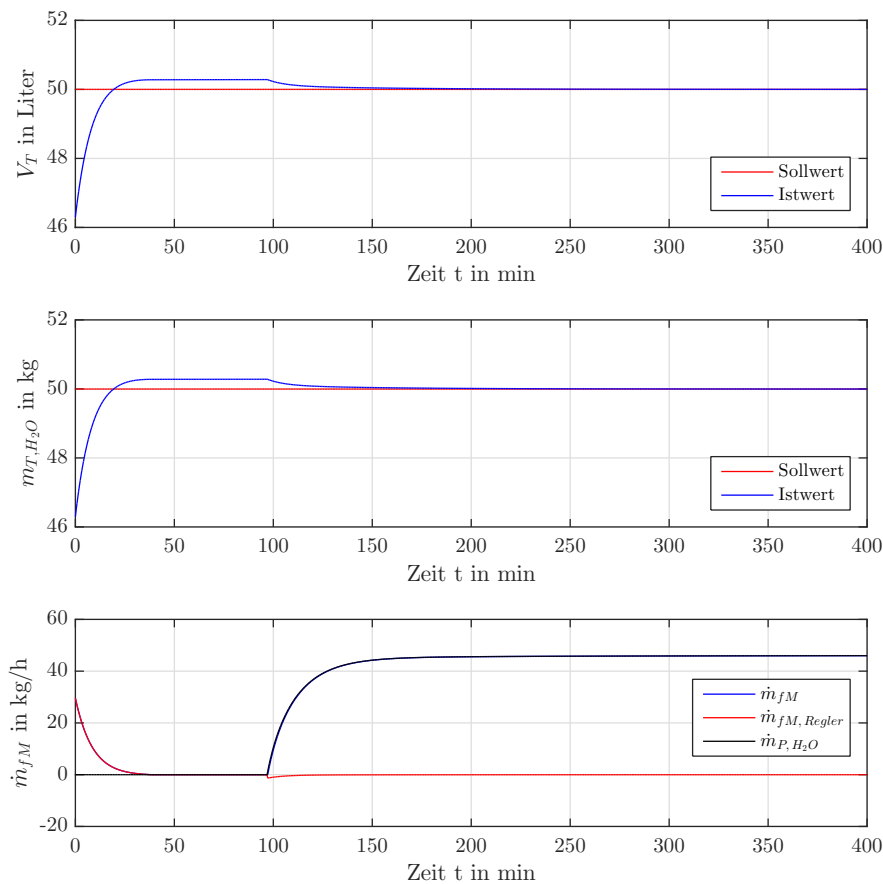 52
50
48
46
V_T in Liter
Sollwert
Istwert
0 50 100 150 200 250 300 350 400
Zeit t in min
52
50
48
46
m_{T,H_2O} in kg
Sollwert
Istwert
0 50 100 150 200 250 300 350 400
Zeit t in min
60
40
20
0
-20
ṁ_{fM} in kg/h
ṁ_{fM}
ṁ_{fM,Regler}
ṁ_{P,H_2O}
0 50 100 150 200 250 300 350 400
Zeit t in min